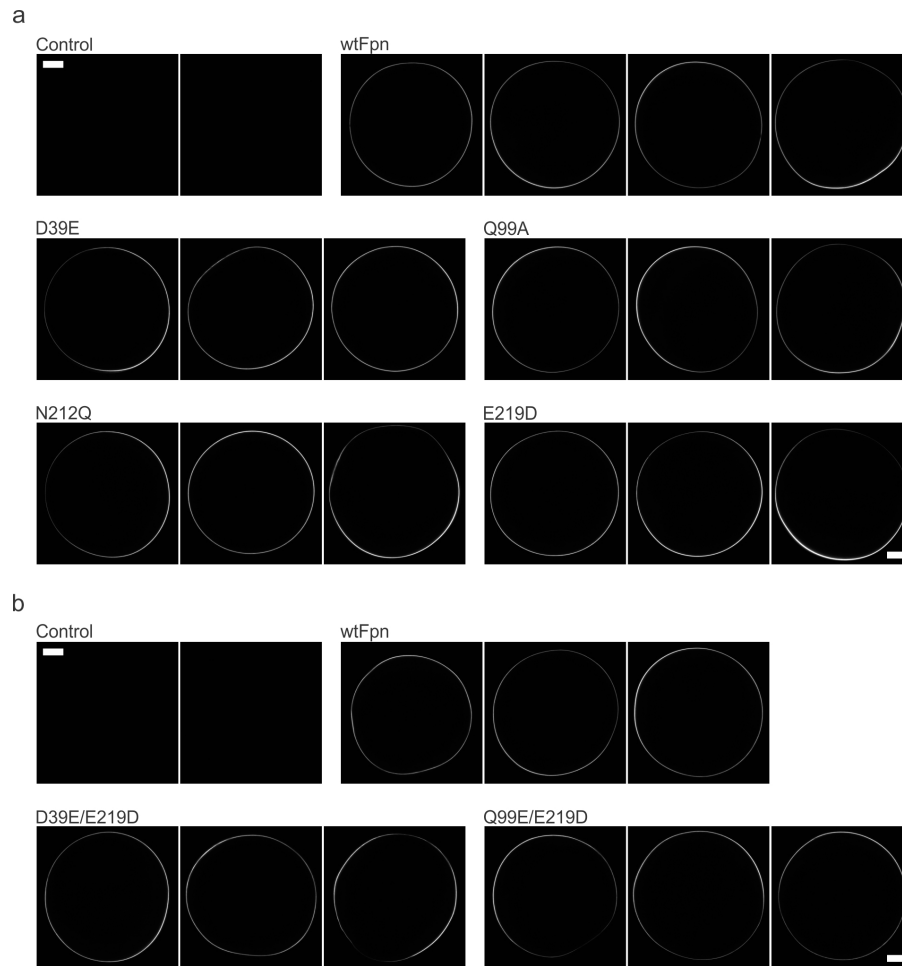 a
Control wtFpn
D39E Q99A
N212Q E219D
b
Control wtFpn
D39E/E219D Q99E/E219D